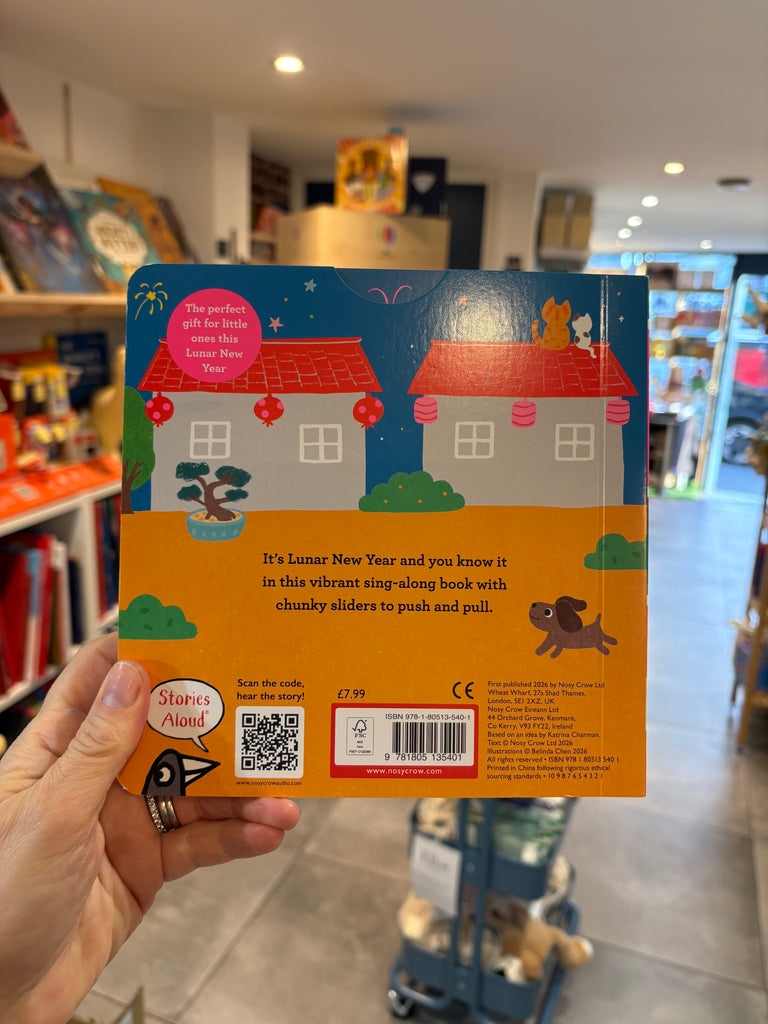 The perfect
gift for little
ones this
Lunar New
Year
It's Lunar New Year and you know it
in this vibrant sing-along book with
chunky sliders to push and pull.
Stories
Aloud®
Scan the code,
hear the story!
www.nosycrowaudio.com
£7.99
CE
ISBN 978-1-80513-540-1
FSC
9 781805 135401
www.nosycrow.com
First published 2026 by Nosy Crow Ltd
Wheat Wharf, 27a Shad Thames,
London, SE1 2XZ, UK
Nosy Crow Eireann Ltd
44 Orchard Grove, Kenmare,
Co Kerry, V93 FY22, Ireland
Based on an idea by Katrina Charman.
Text © Nosy Crow Ltd 2026
Illustrations © Belinda Chen 2026
All rights reserved • ISBN 978 1 80513 540 1
Printed in China following rigorous ethical
sourcing standards • 10 9 8 7 6 5 4 3 2 1